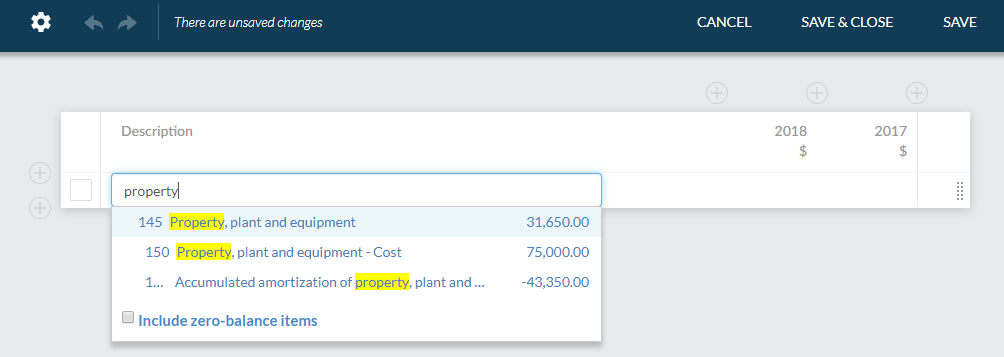 There are unsaved changes CANCEL SAVE & CLOSE SAVE
Description 2018 2017
$ $
property
145 Property, plant and equipment 31,650.00
150 Property, plant and equipment - Cost 75,000.00
1... Accumulated amortization of property, plant and ... -43,350.00
Include zero-balance items